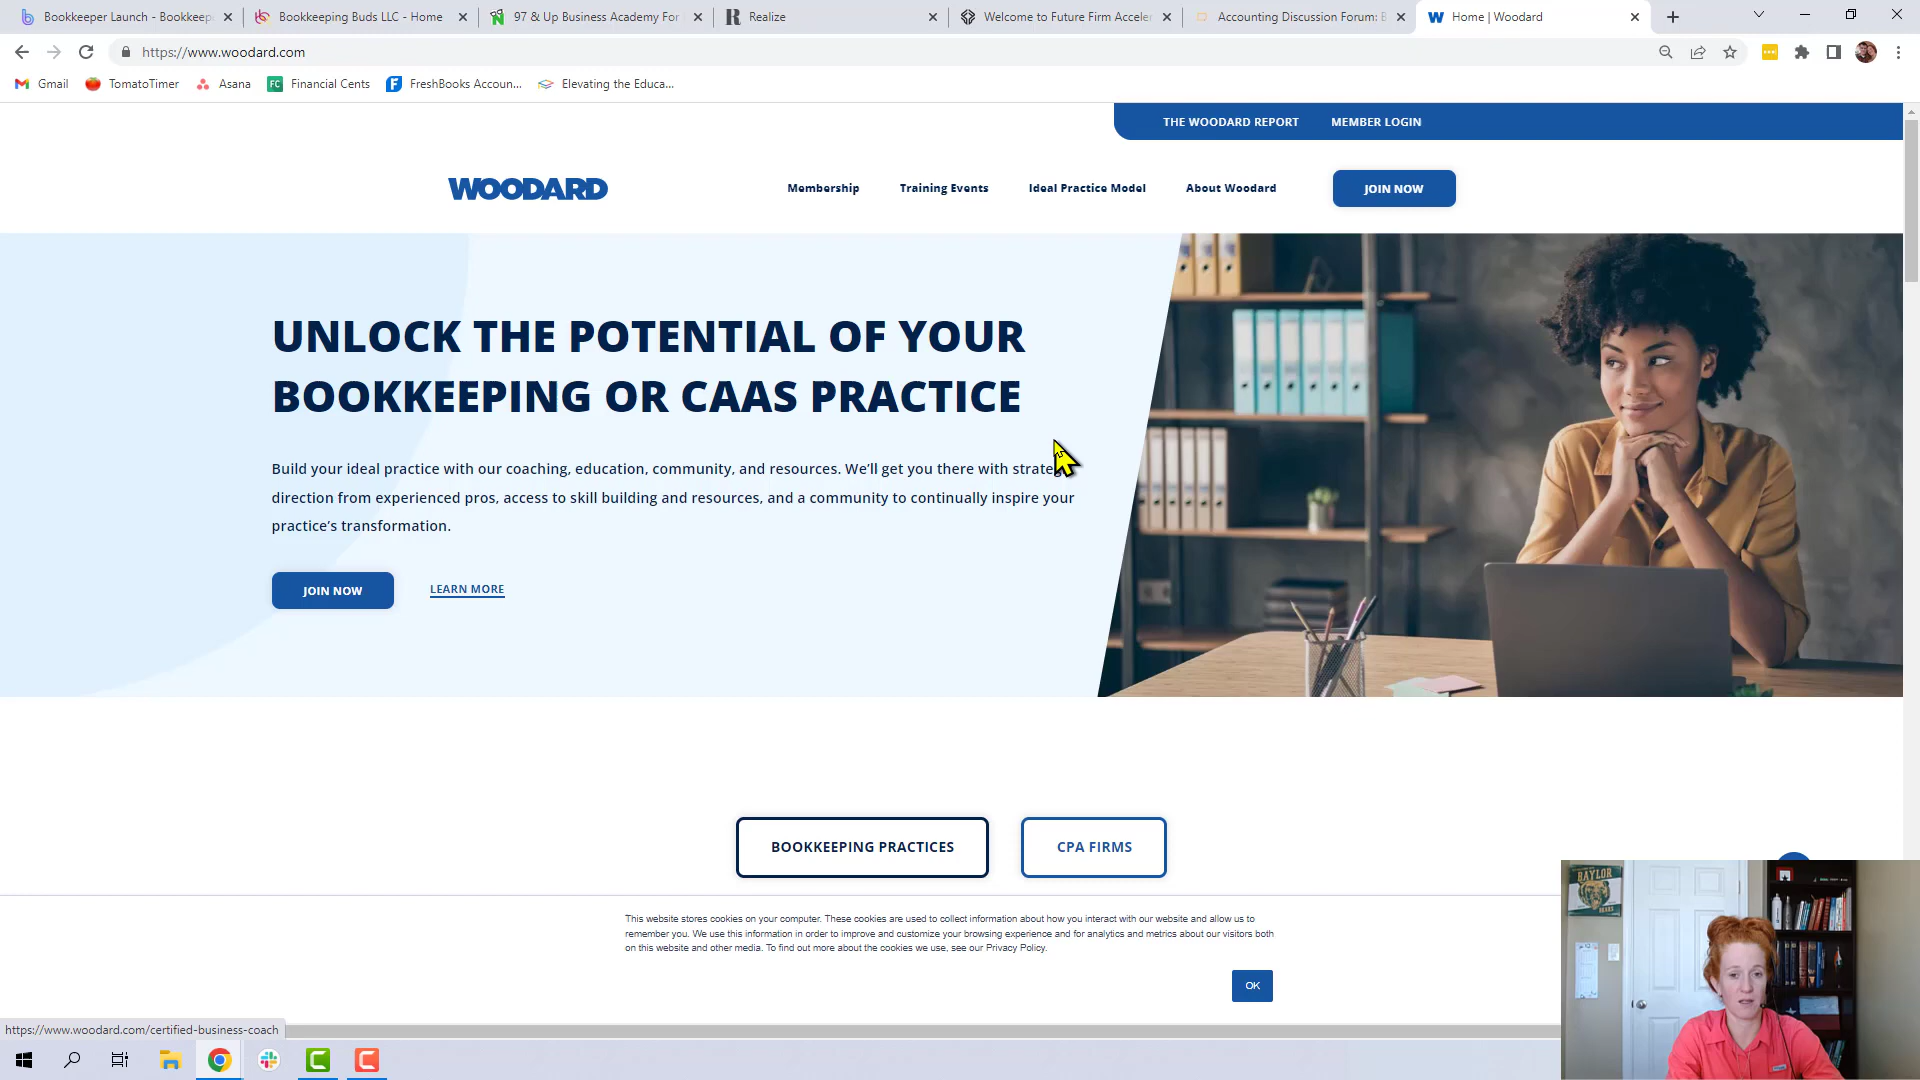 Bookkeeper Launch - Bookkeep
Bookkeeping Buds LLC - Home
97 & Up Business Academy For
Realize
Welcome to Future Firm Acceler
Accounting Discussion Forum: B
Home | Woodard
https://www.woodard.com
Gmail
TomatoTimer
Asana
FC Financial Cents
FreshBooks Accoun...
Elevating the Educa...
THE WOODARD REPORT
MEMBER LOGIN
WOODARD
Membership
Training Events
Ideal Practice Model
About Woodard
JOIN NOW
UNLOCK THE POTENTIAL OF YOUR
BOOKKEEPING OR CAAS PRACTICE
Build your ideal practice with our coaching, education, community, and resources. We'll get you there with
direction from experienced pros, access to skill building and resources, and a community to continually inspire your
practice's transformation.
JOIN NOW
LEARN MORE
BOOKKEEPING PRACTICES
CPA FIRMS
This website stores cookies on your computer. These cookies are used to collect information about how you interact with our website and allow us to
remember you. We use this information in order to improve and customize your browsing experience and for analytics and metrics about our visitors both
on this website and other media. To find out more about the cookies we use, see our Privacy Policy.
OK
https://www.woodard.com/certified-business-coach
BAYLOR
BEARS